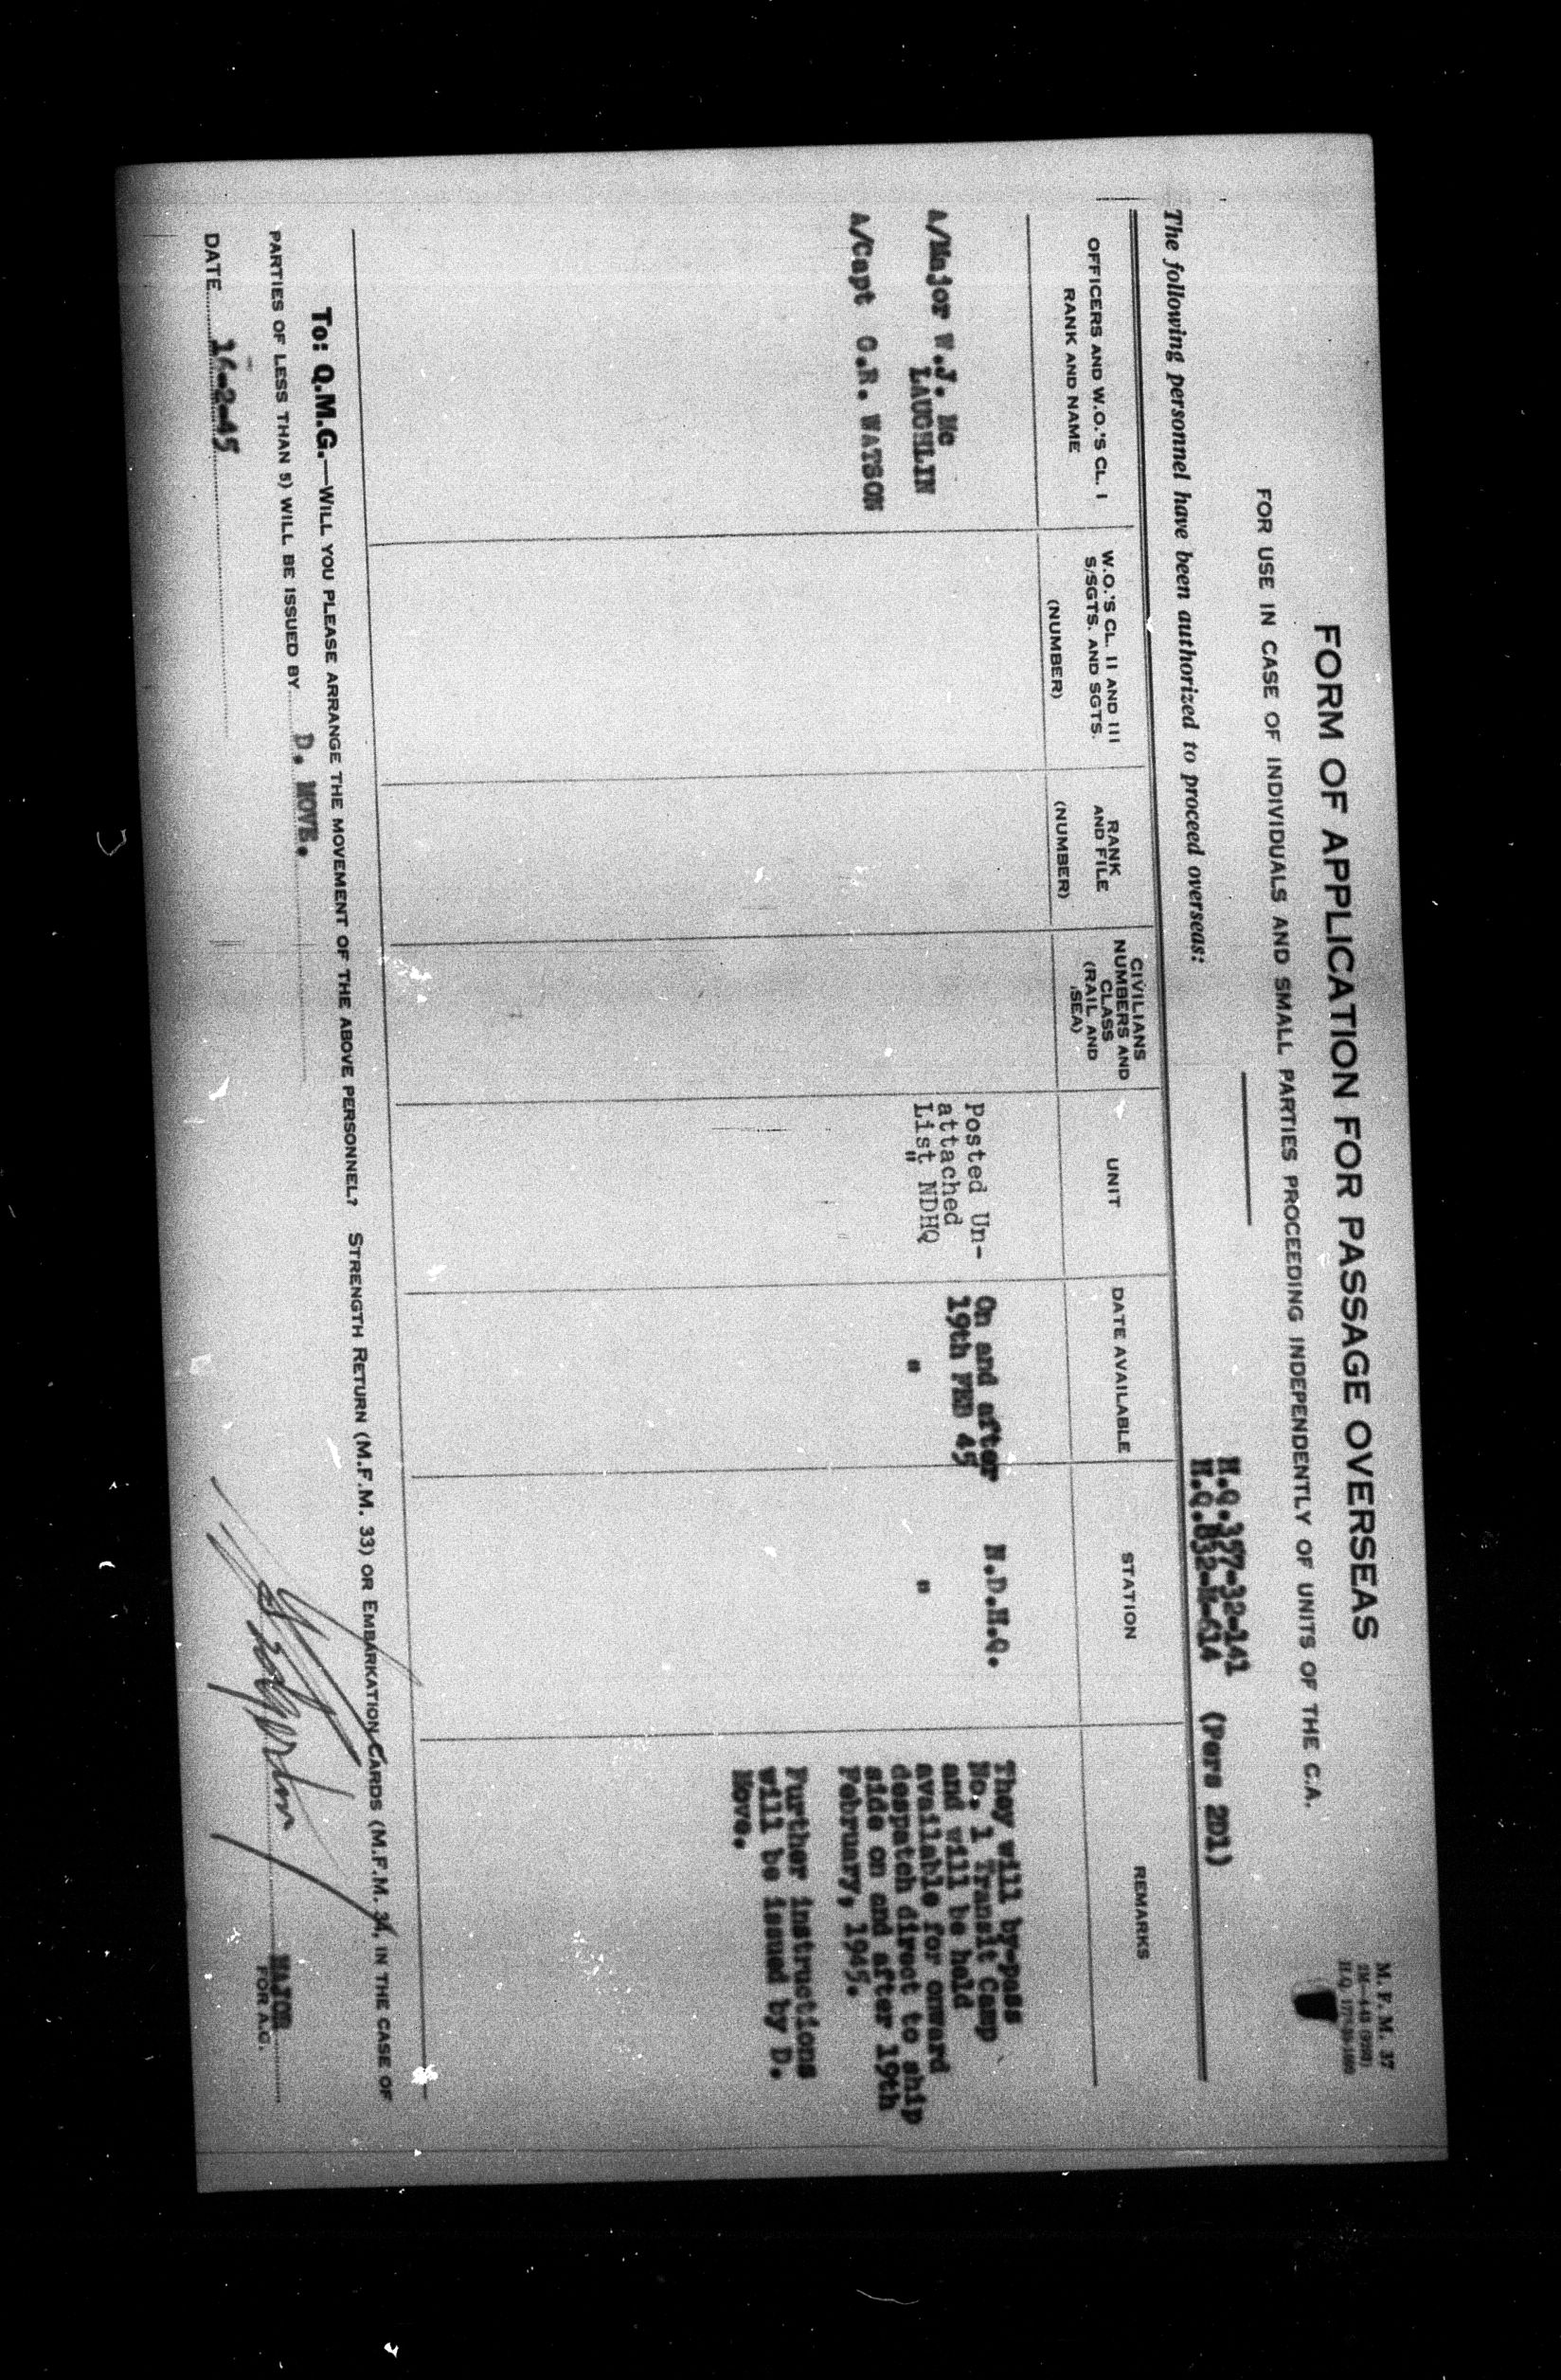 M. F. M. 37
FORM OF APPLICATION FOR PASSAGE OVERSEAS
FOR USE IN CASE OF INDIVIDUALS AND SMALL PARTIES PROCEEDING INDEPENDENTLY OF UNITS OF THE C.A.
H.Q.357-32-141
H.Q.832-M-614 (Pers 2D1)
The following personnel have been authorized to proceed overseas:
OFFICERS AND W.O.'S CL. I
RANK AND NAME
W.O.'S CL. II AND III
S/SGTS. AND SGTS.
(NUMBER)
RANK
AND FILE
(NUMBER)
CIVILIANS
NUMBERS AND
CLASS
(RAIL AND
SEA)
UNIT
DATE AVAILABLE
STATION
REMARKS
A/Major W.J. Mc
LAUGHLIN
A/Capt G.R. WATSON
Posted Un-
attached
List NDHQ
"
On and after
19th FEB 45
"
N.D.H.Q.
"
They will by-pass
No. 1 Transit Camp
and will be held
available for onward
despatch direct to ship
side on and after 19th
February, 1945.
Further instructions
will be issued by D.
Move.
To: Q.M.G.—WILL YOU PLEASE ARRANGE THE MOVEMENT OF THE ABOVE PERSONNEL? STRENGTH RETURN (M.F.M. 33) OR EMBARKATION CARDS (M.F.M. 34, IN THE CASE OF
PARTIES OF LESS THAN 5) WILL BE ISSUED BY D. MOVE.
DATE
MAJOR
FOR A.G.